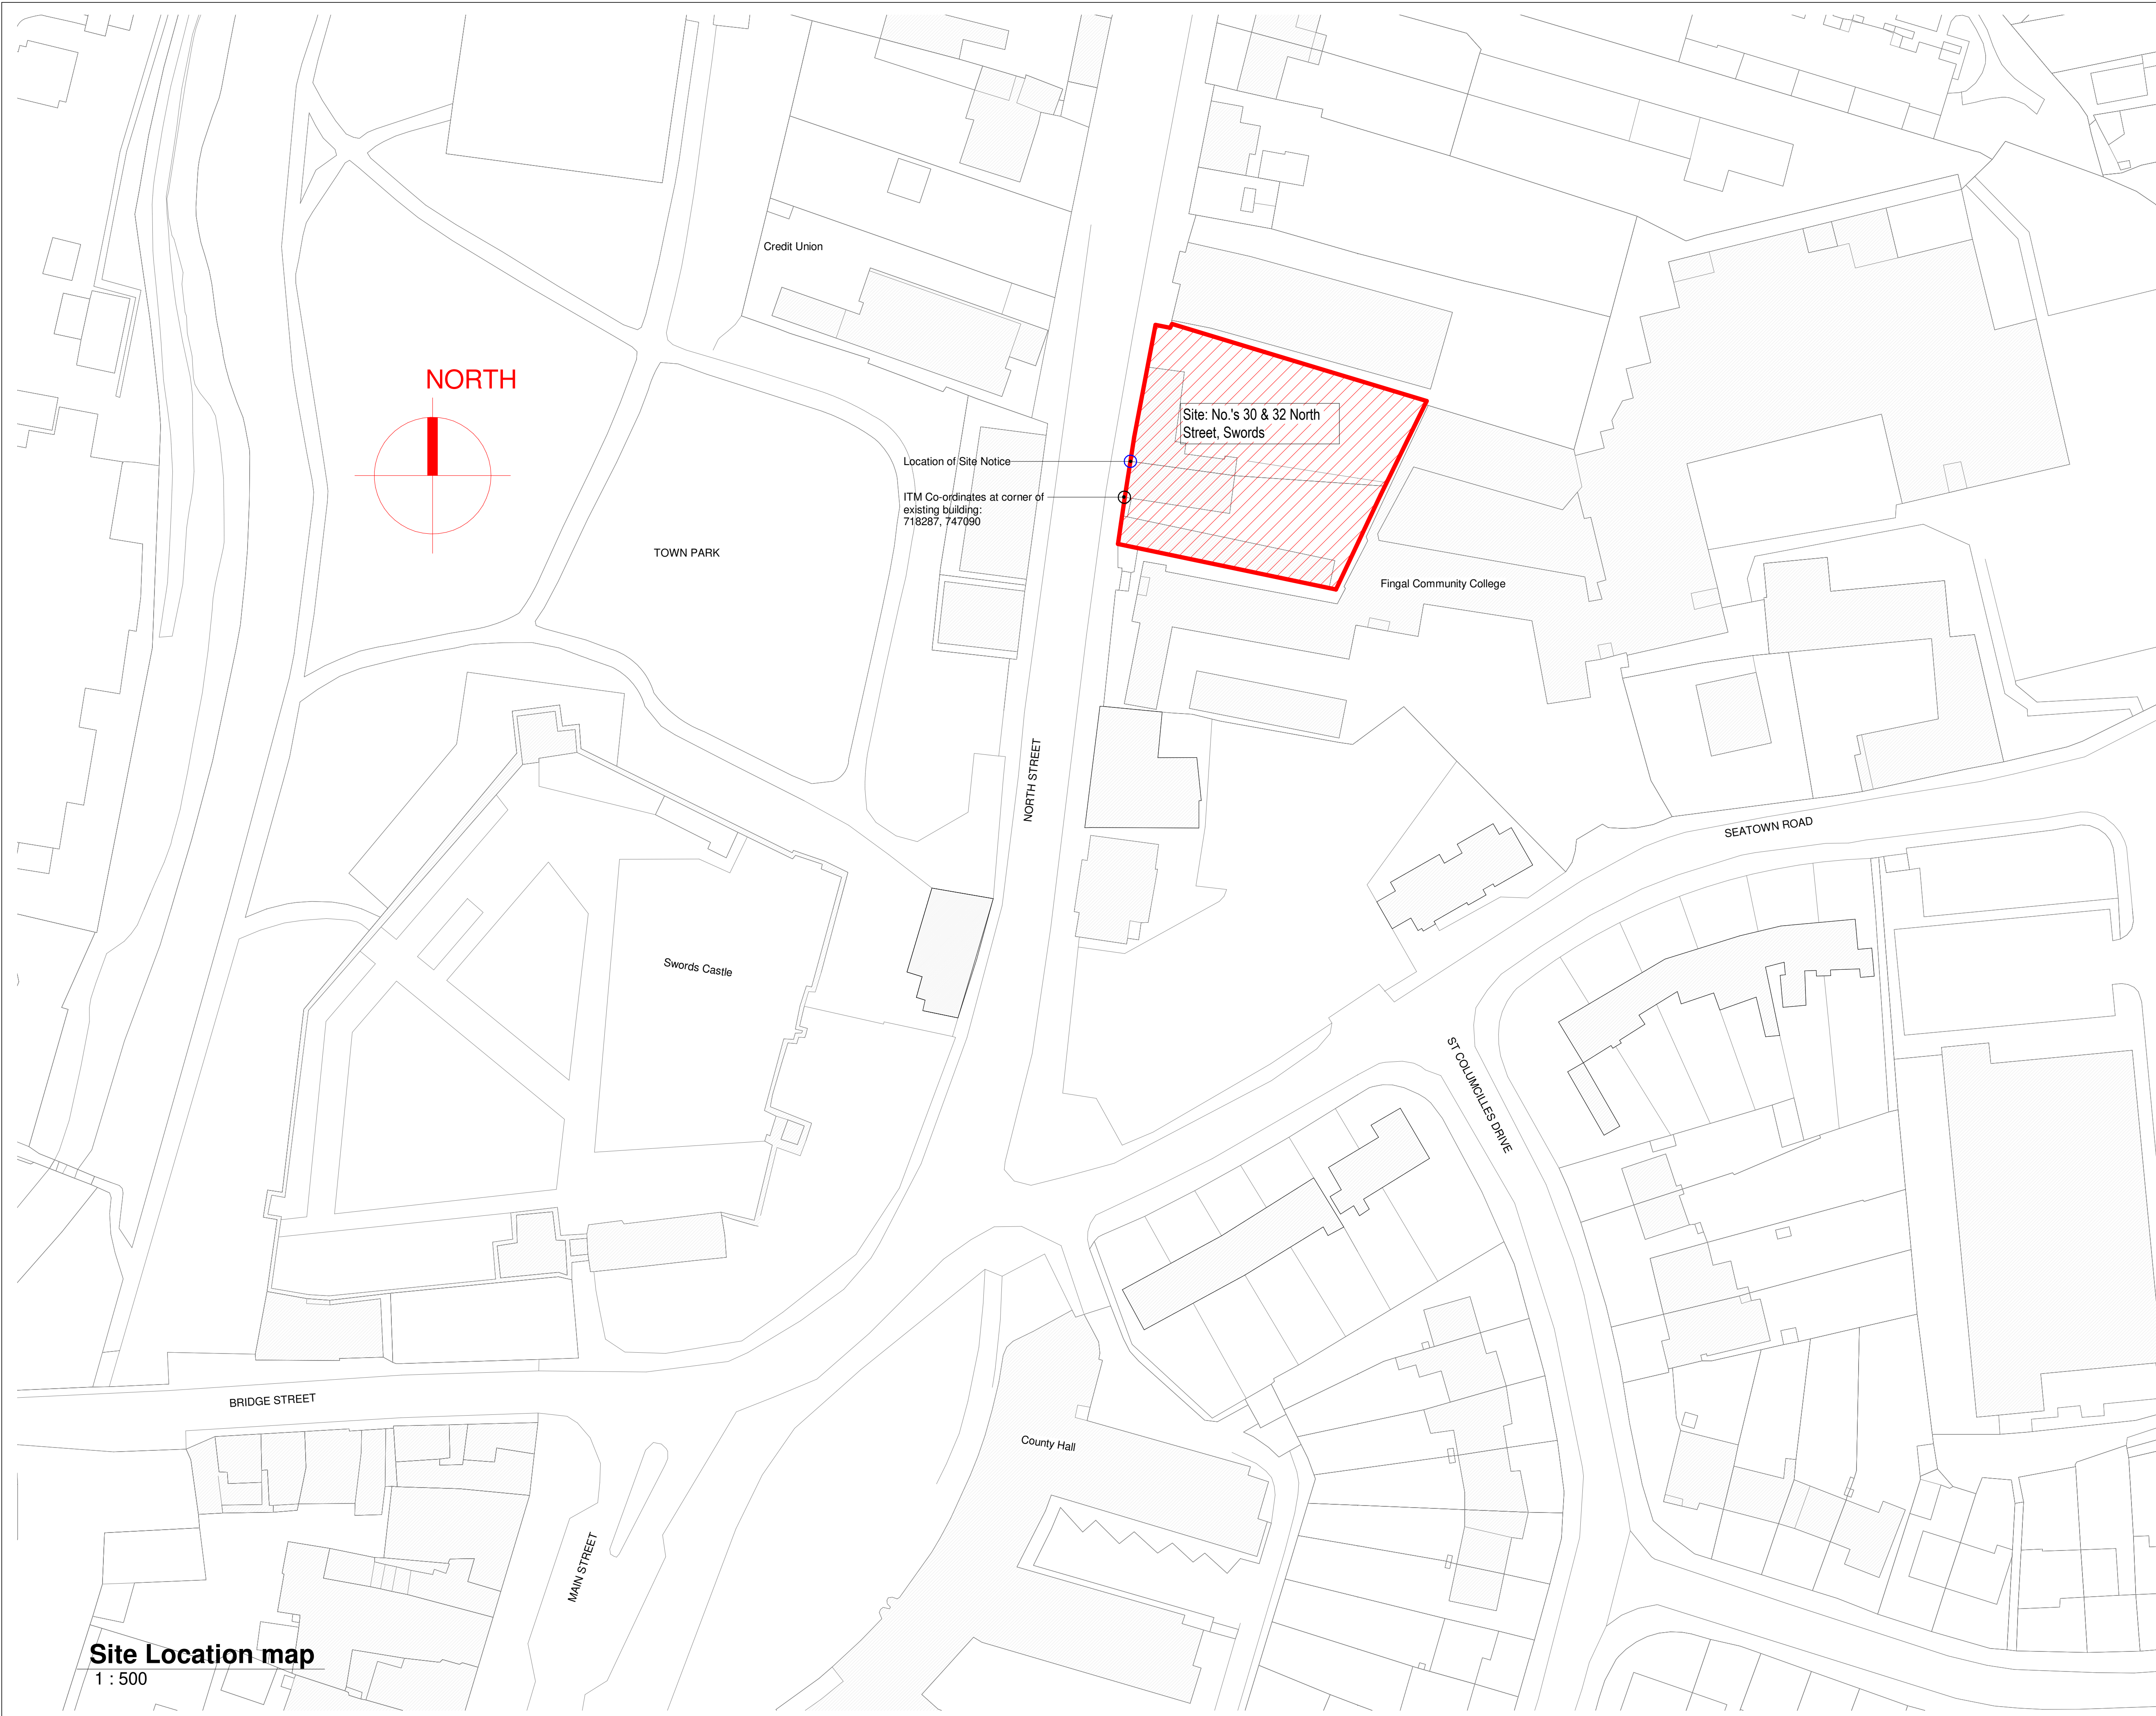 Credit Union
NORTH
Site: No.'s 30 & 32 North
Street, Swords
Location of Site Notice
ITM Co-ordinates at corner of
existing building:
718287, 747090
TOWN PARK
Fingal Community College
NORTH STREET
SEATOWN ROAD
Swords Castle
ST COLUMCILLES DRIVE
BRIDGE STREET
County Hall
MAIN STREET
Site Location map
1 : 500